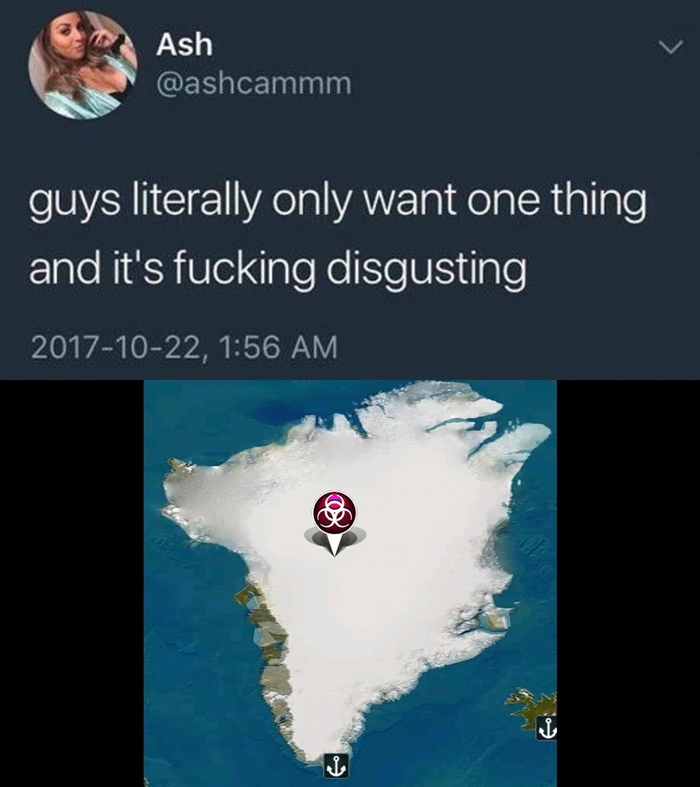 Ash
@ashcammm
guys literally only want one thing
and it's fucking disgusting
2017-10-22, 1:56 AM